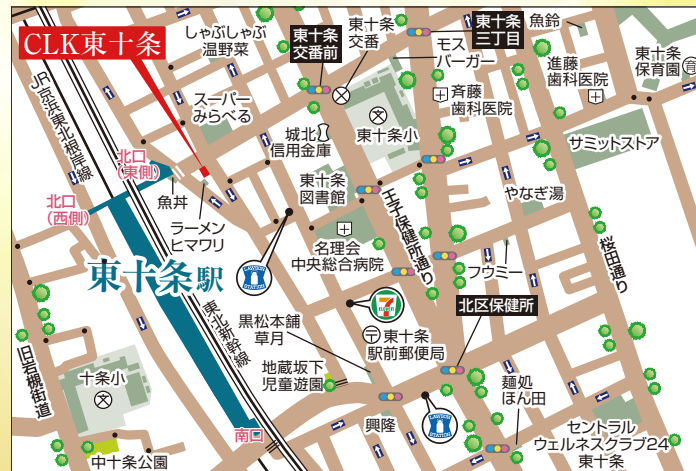 CLK東十条
しゃぶしゃぶ
温野菜
東十条
交番前
東十条
交番
東十条
三丁目
魚鈴
モス
バーガー
進藤
歯科医院
東十条
保育園
JR京浜東北根岸線
スーパー
みらべる
斉藤
歯科医院
城北
信用金庫
東十条小
サミットストア
北口
(東側)
魚丼
東十条
図書館
やなぎ湯
北口
(西側)
ラーメン
ヒマワリ
王子保健所通り
名理会
中央総合病院
桜田通り
東十条駅
LAWSON
STATION
フウミー
7
ELEVEN
北区保健所
東北新幹線
黒松本舗
草月
東十条
駅前郵便局
旧岩槻街道
地蔵坂下
児童遊園
十条小
麺処
ほん田
LAWSON
STATION
南口
興隆
セントラル
ウェルネスクラブ24
東十条
中十条公園